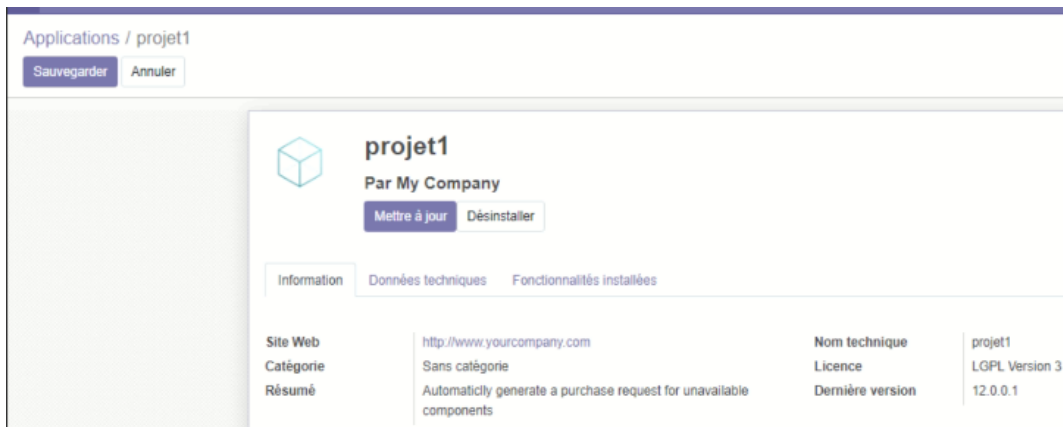 Applications / projet1
Sauvegarder Annuler
projet1
Par My Company
Mettre à jour Désinstaller
Information Données techniques Fonctionnalités installées
Site Web http://www.yourcompany.com Nom technique projet1
Catégorie Sans catégorie Licence LGPL Version 3
Résumé Automaticlly generate a purchase request for unavailable Dernière version 12.0.0.1
components